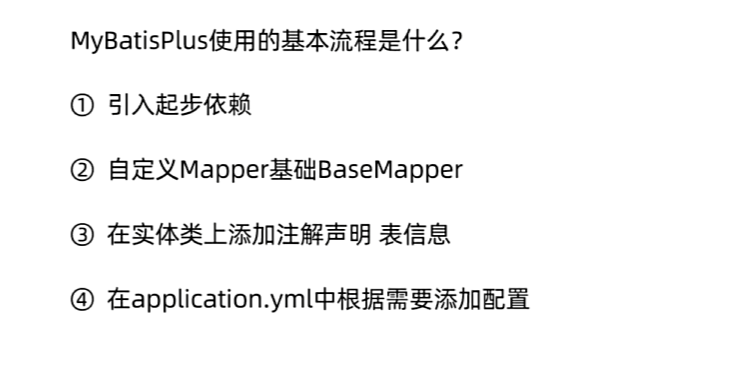 MyBatisPlus使用的基本流程是什么?
① 引入起步依赖
② 自定义Mapper基础BaseMapper
③ 在实体类上添加注解声明 表信息
④ 在application.yml中根据需要添加配置